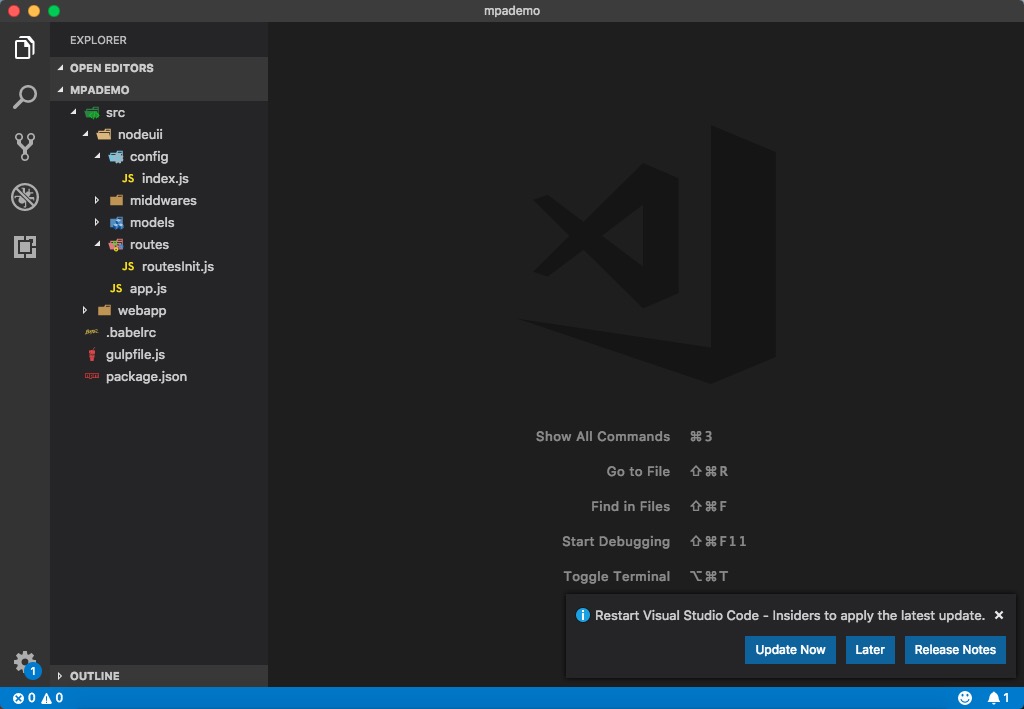 mpademo
EXPLORER
OPEN EDITORS
MPADEMO
src
nodeuii
config
JS index.js
middwares
models
routes
JS routesInit.js
JS app.js
webapp
.babelrc
gulpfile.js
package.json
Show All Commands ⌘3
Go to File ⇧⌘R
Find in Files ⇧⌘F
Start Debugging ⇧⌘F11
Toggle Terminal ⌥⌘T
Restart Visual Studio Code - Insiders to apply the latest update.
Update Now Later Release Notes
1
OUTLINE
0 0 1